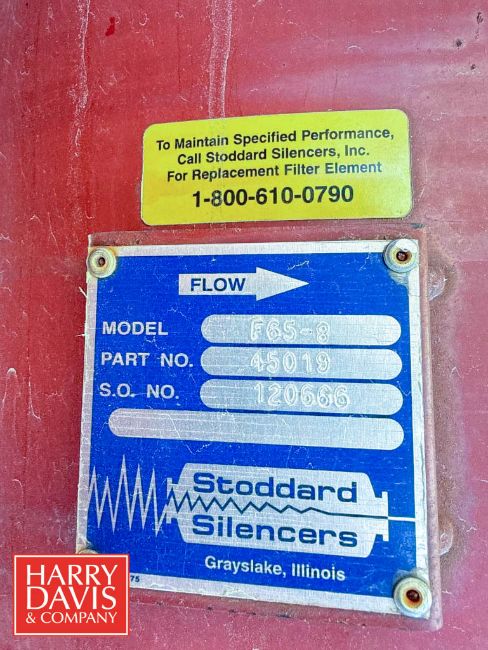 To Maintain Specified Performance,
Call Stoddard Silencers, Inc.
For Replacement Filter Element
1-800-610-0790
FLOW
MODEL F65-8
PART NO. 45019
S.O. NO. 120666
Stoddard
Silencers
Grayslake, Illinois
75
HARRY
DAVIS
& COMPANY